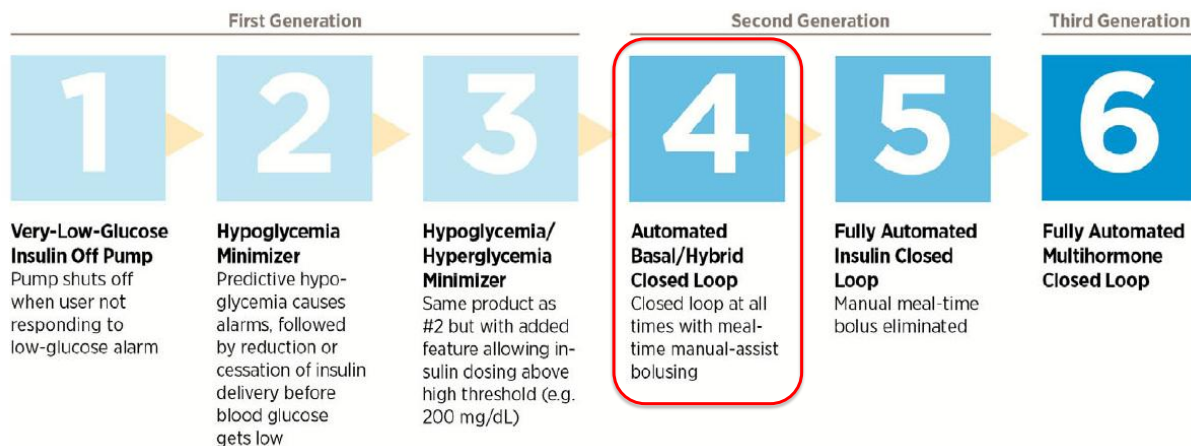 First Generation
Second Generation
Third Generation
1
2
3
4
5
6
Very-Low-Glucose
Insulin Off Pump
Pump shuts off
when user not
responding to
low-glucose alarm
Hypoglycemia
Minimizer
Predictive hypo-
glycemia causes
alarms, followed
by reduction or
cessation of insulin
delivery before
blood glucose
gets low
Hypoglycemia/
Hyperglycemia
Minimizer
Same product as
#2 but with added
feature allowing in-
sulin dosing above
high threshold (e.g.
200 mg/dL)
Automated
Basal/Hybrid
Closed Loop
Closed loop at all
times with meal-
time manual-assist
bolusing
Fully Automated
Insulin Closed
Loop
Manual meal-time
bolus eliminated
Fully Automated
Multihormone
Closed Loop